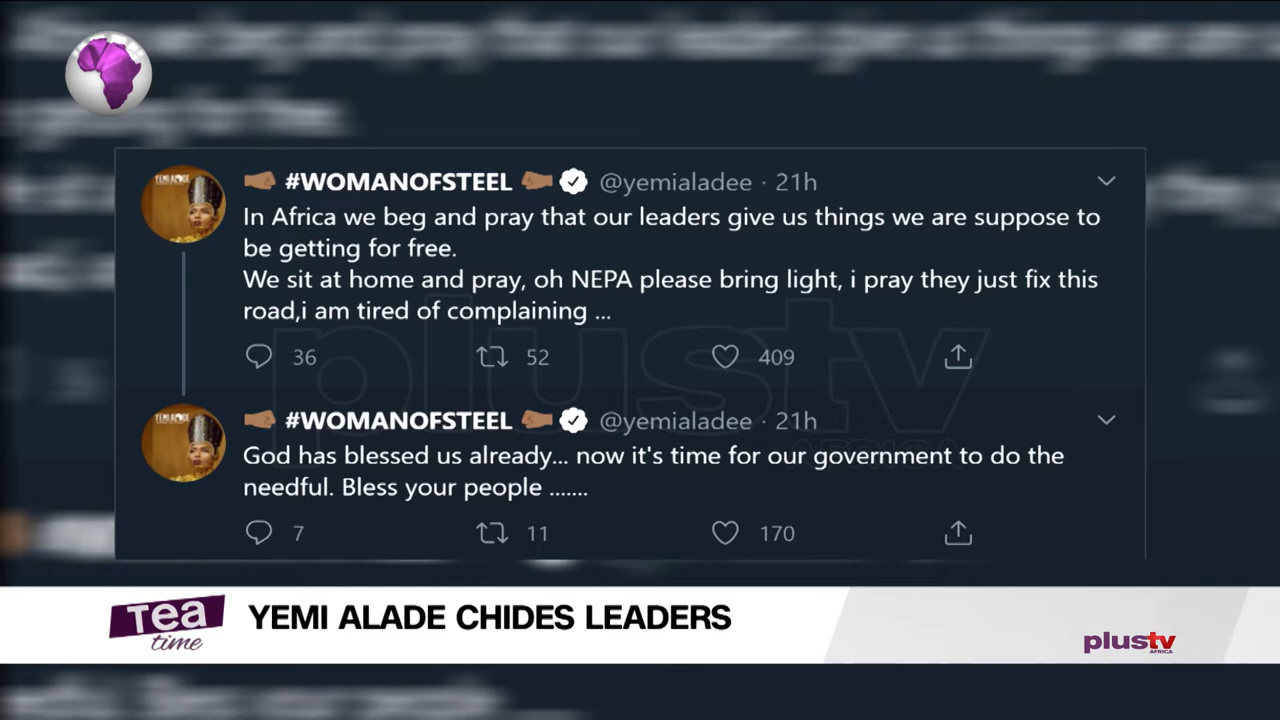 #WOMANOFSTEEL @yemialadee · 21h
In Africa we beg and pray that our leaders give us things we are suppose to
be getting for free.
We sit at home and pray, oh NEPA please bring light, i pray they just fix this
road,i am tired of complaining ...
36 52 409
#WOMANOFSTEEL @yemialadee · 21h
God has blessed us already... now it's time for our government to do the
needful. Bless your people .......
7 11 170
plustv
Tea
time
YEMI ALADE CHIDES LEADERS
plustv
AFRICA